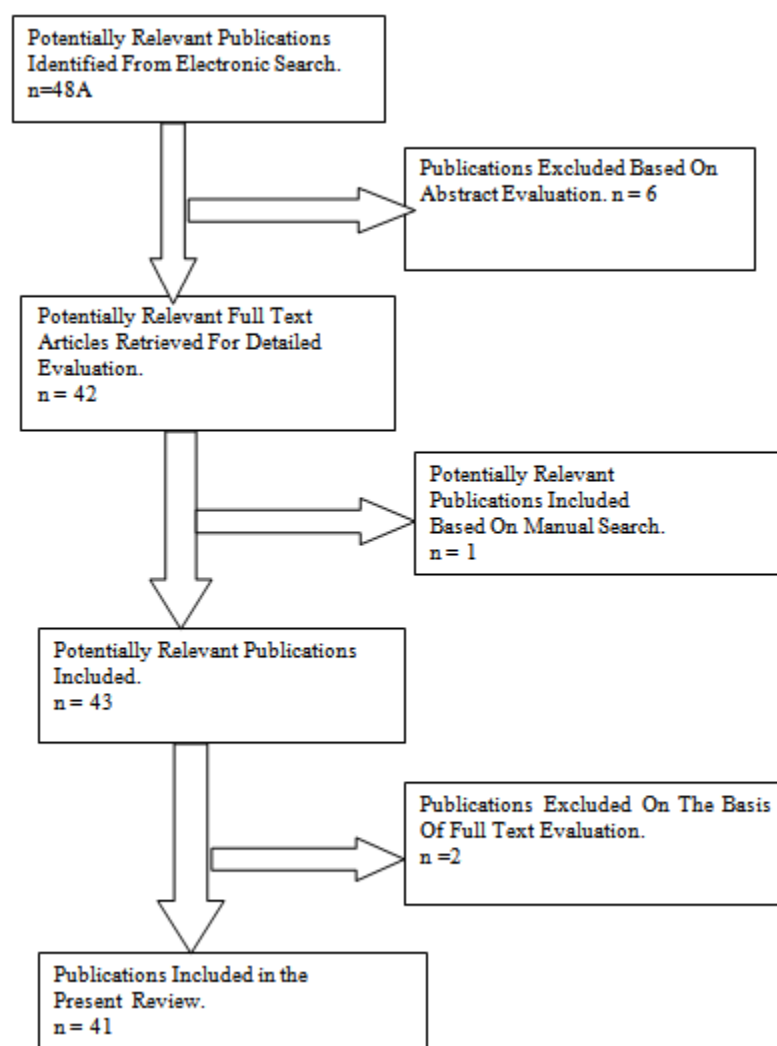 Potentially Relevant Publications
Identified From Electronic Search.
n=48A
Publications Excluded Based On
Abstract Evaluation. n = 6
Potentially Relevant Full Text
Articles Retrieved For Detailed
Evaluation.
n = 42
Potentially Relevant
Publications Included
Based On Manual Search.
n = 1
Potentially Relevant Publications
Included.
n = 43
Publications Excluded On The Basis
Of Full Text Evaluation.
n =2
Publications Included in the
Present Review.
n = 41